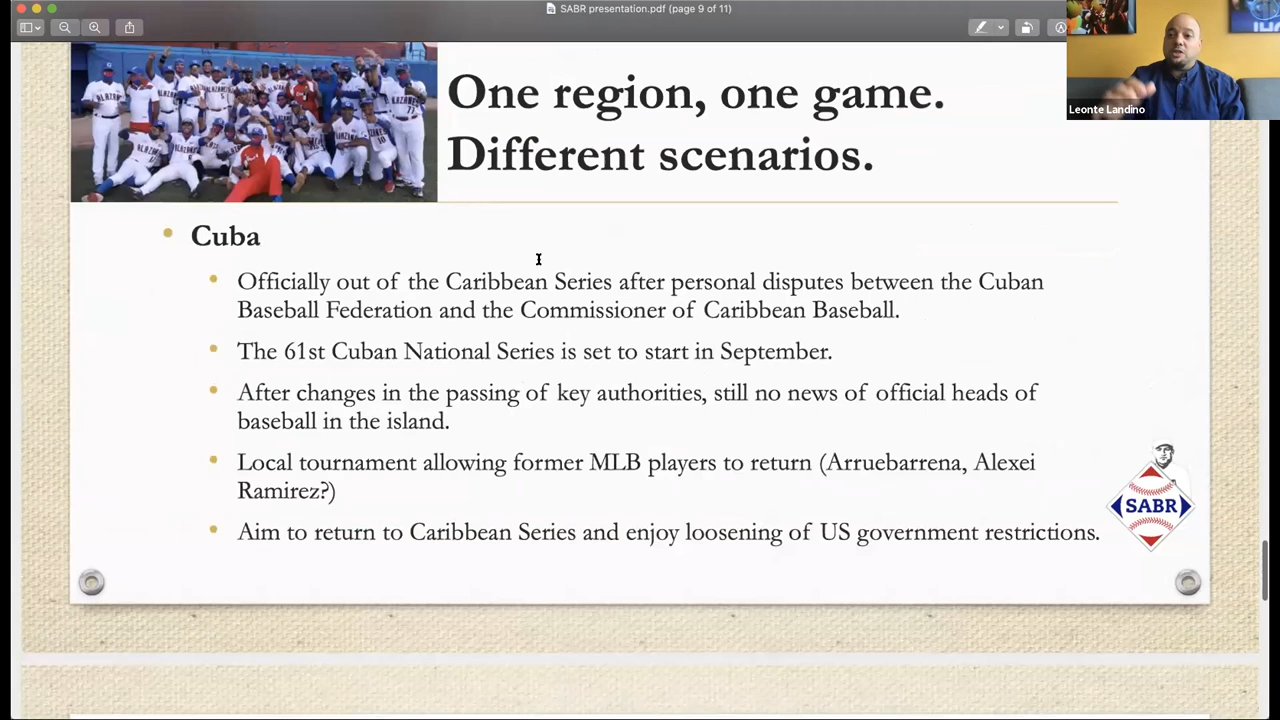 SABR presentation.pdf (page 9 of 11)
Leonte Landino
One region, one game.
Different scenarios.
Cuba
Officially out of the Caribbean Series after personal disputes between the Cuban
Baseball Federation and the Commissioner of Caribbean Baseball.
The 61st Cuban National Series is set to start in September.
After changes in the passing of key authorities, still no news of official heads of
baseball in the island.
Local tournament allowing former MLB players to return (Arruebarrena, Alexei
Ramirez?)
Aim to return to Caribbean Series and enjoy loosening of US government restrictions.
SABR